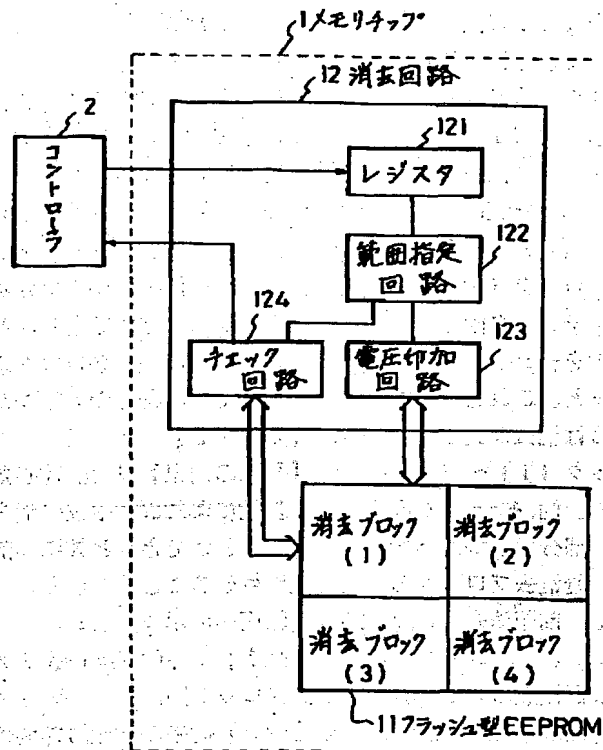 1メモリチップ
12 消去回路
2
コントローラ
121
レジスタ
122
範囲指定
回路
124
チェック
回路
123
電圧印加
回路
消去ブロック
(1)
消去ブロック
(2)
消去ブロック
(3)
消去ブロック
(4)
11フラッシュ型EEPROM